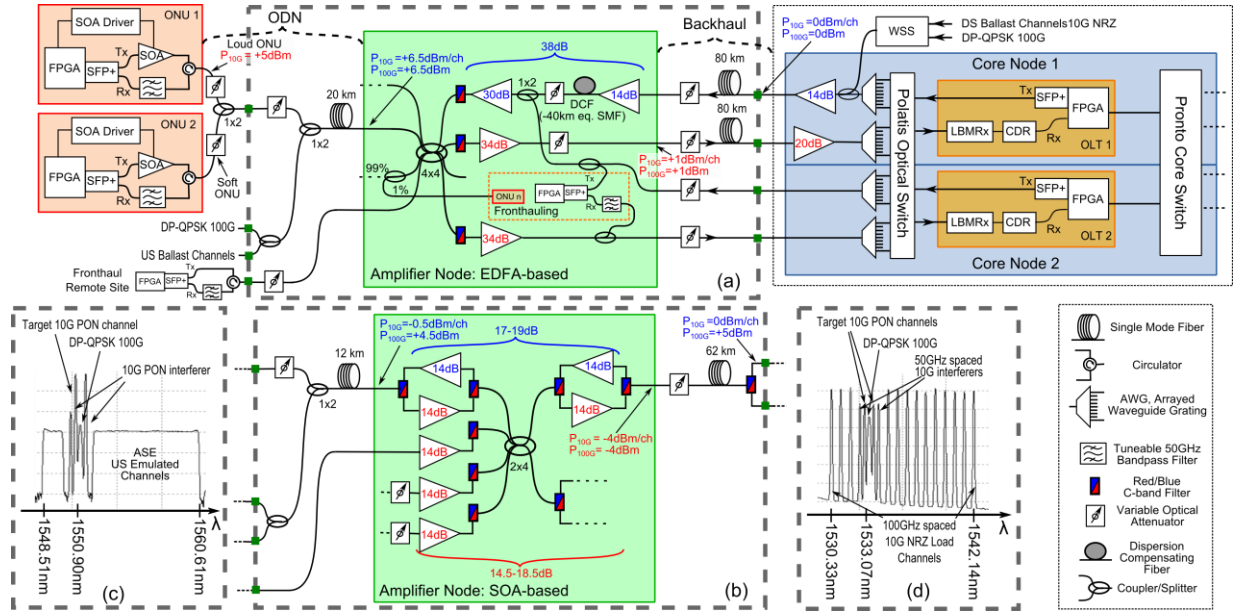 ONU 1
SOA Driver
FPGA
Tx
SFP+
SOA
Rx
Loud ONU
P10G = +5dBm
1x2
ONU 2
SOA Driver
FPGA
Tx
SFP+
SOA
Rx
Soft
ONU
DP-QPSK 100G
US Ballast Channels
Fronthaul
Remote
Site
FPGA
SFP+
Tx
Rx
ODN
20 km
1x2
P10G=+6.5dBm/ch
P100G=+6.5dBm
99%
1%
4x4
38dB
30dB
1x2
DCF
(-40km eq. SMF)
14dB
34dB
P10G=+1dBm/ch
P100G=+1dBm
ONU n
Fronthauling
FPGA
SFP+
Tx
Rx
34dB
Amplifier Node: EDFA-based
(a)
Backhaul
80 km
80 km
P10G=0dBm/ch
P100G=0dBm
WSS
DS Ballast Channels10G NRZ
DP-QPSK 100G
Core Node 1
14dB
20dB
Polatis Optical Switch
Tx
SFP+
FPGA
LBMRx
CDR
Rx
OLT 1
SFP+
Tx
FPGA
LBMRx
CDR
Rx
OLT 2
Core Node 2
Pronto Core Switch
Target 10G PON channel
DP-QPSK 100G
10G PON interferer
ASE
US Emulated
Channels
λ
1548.51nm
1550.90nm
1560.61nm
(c)
1x2
12 km
P10G=-0.5dBm/ch
P100G=+4.5dBm
17-19dB
14dB
14dB
14dB
14dB
14dB
2x4
14dB
14dB
P10G = -4dBm/ch
P100G= -4dBm
14.5-18.5dB
P10G=0dBm/ch
P100G=+5dBm
62 km
Amplifier Node: SOA-based
(b)
Target 10G PON channels
DP-QPSK 100G
50GHz spaced
10G interferers
100GHz spaced
10G NRZ Load
Channels
λ
1530.33nm
1533.07nm
1542.14nm
(d)
Single Mode Fiber
Circulator
AWG, Arrayed
Waveguide Grating
Tuneable 50GHz
Bandpass Filter
Red/Blue
C-band Filter
Variable Optical
Attenuator
Dispersion
Compensating
Fiber
Coupler/Splitter